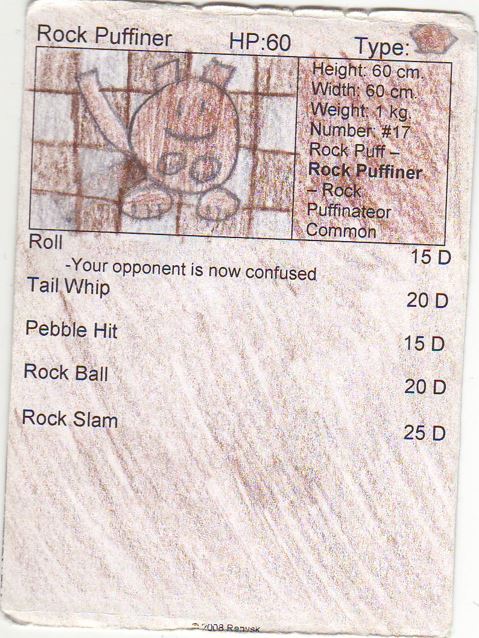 Rock Puffiner HP:60 Type:
Height: 60 cm.
Width: 60 cm.
Weight: 1 kg.
Number: #17
Rock Puff –
Rock Puffiner
– Rock
Puffinateor
Common
Roll 15 D
-Your opponent is now confused
Tail Whip 20 D
Pebble Hit 15 D
Rock Ball 20 D
Rock Slam 25 D
© 2008